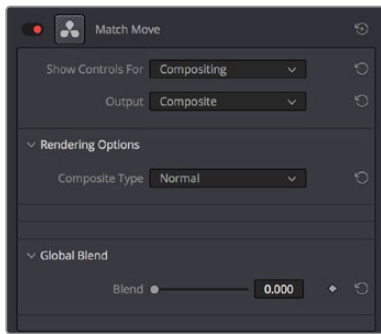 Match Move
Show Controls For Compositing
Output Composite
Rendering Options
Composite Type Normal
Global Blend
Blend 0.000